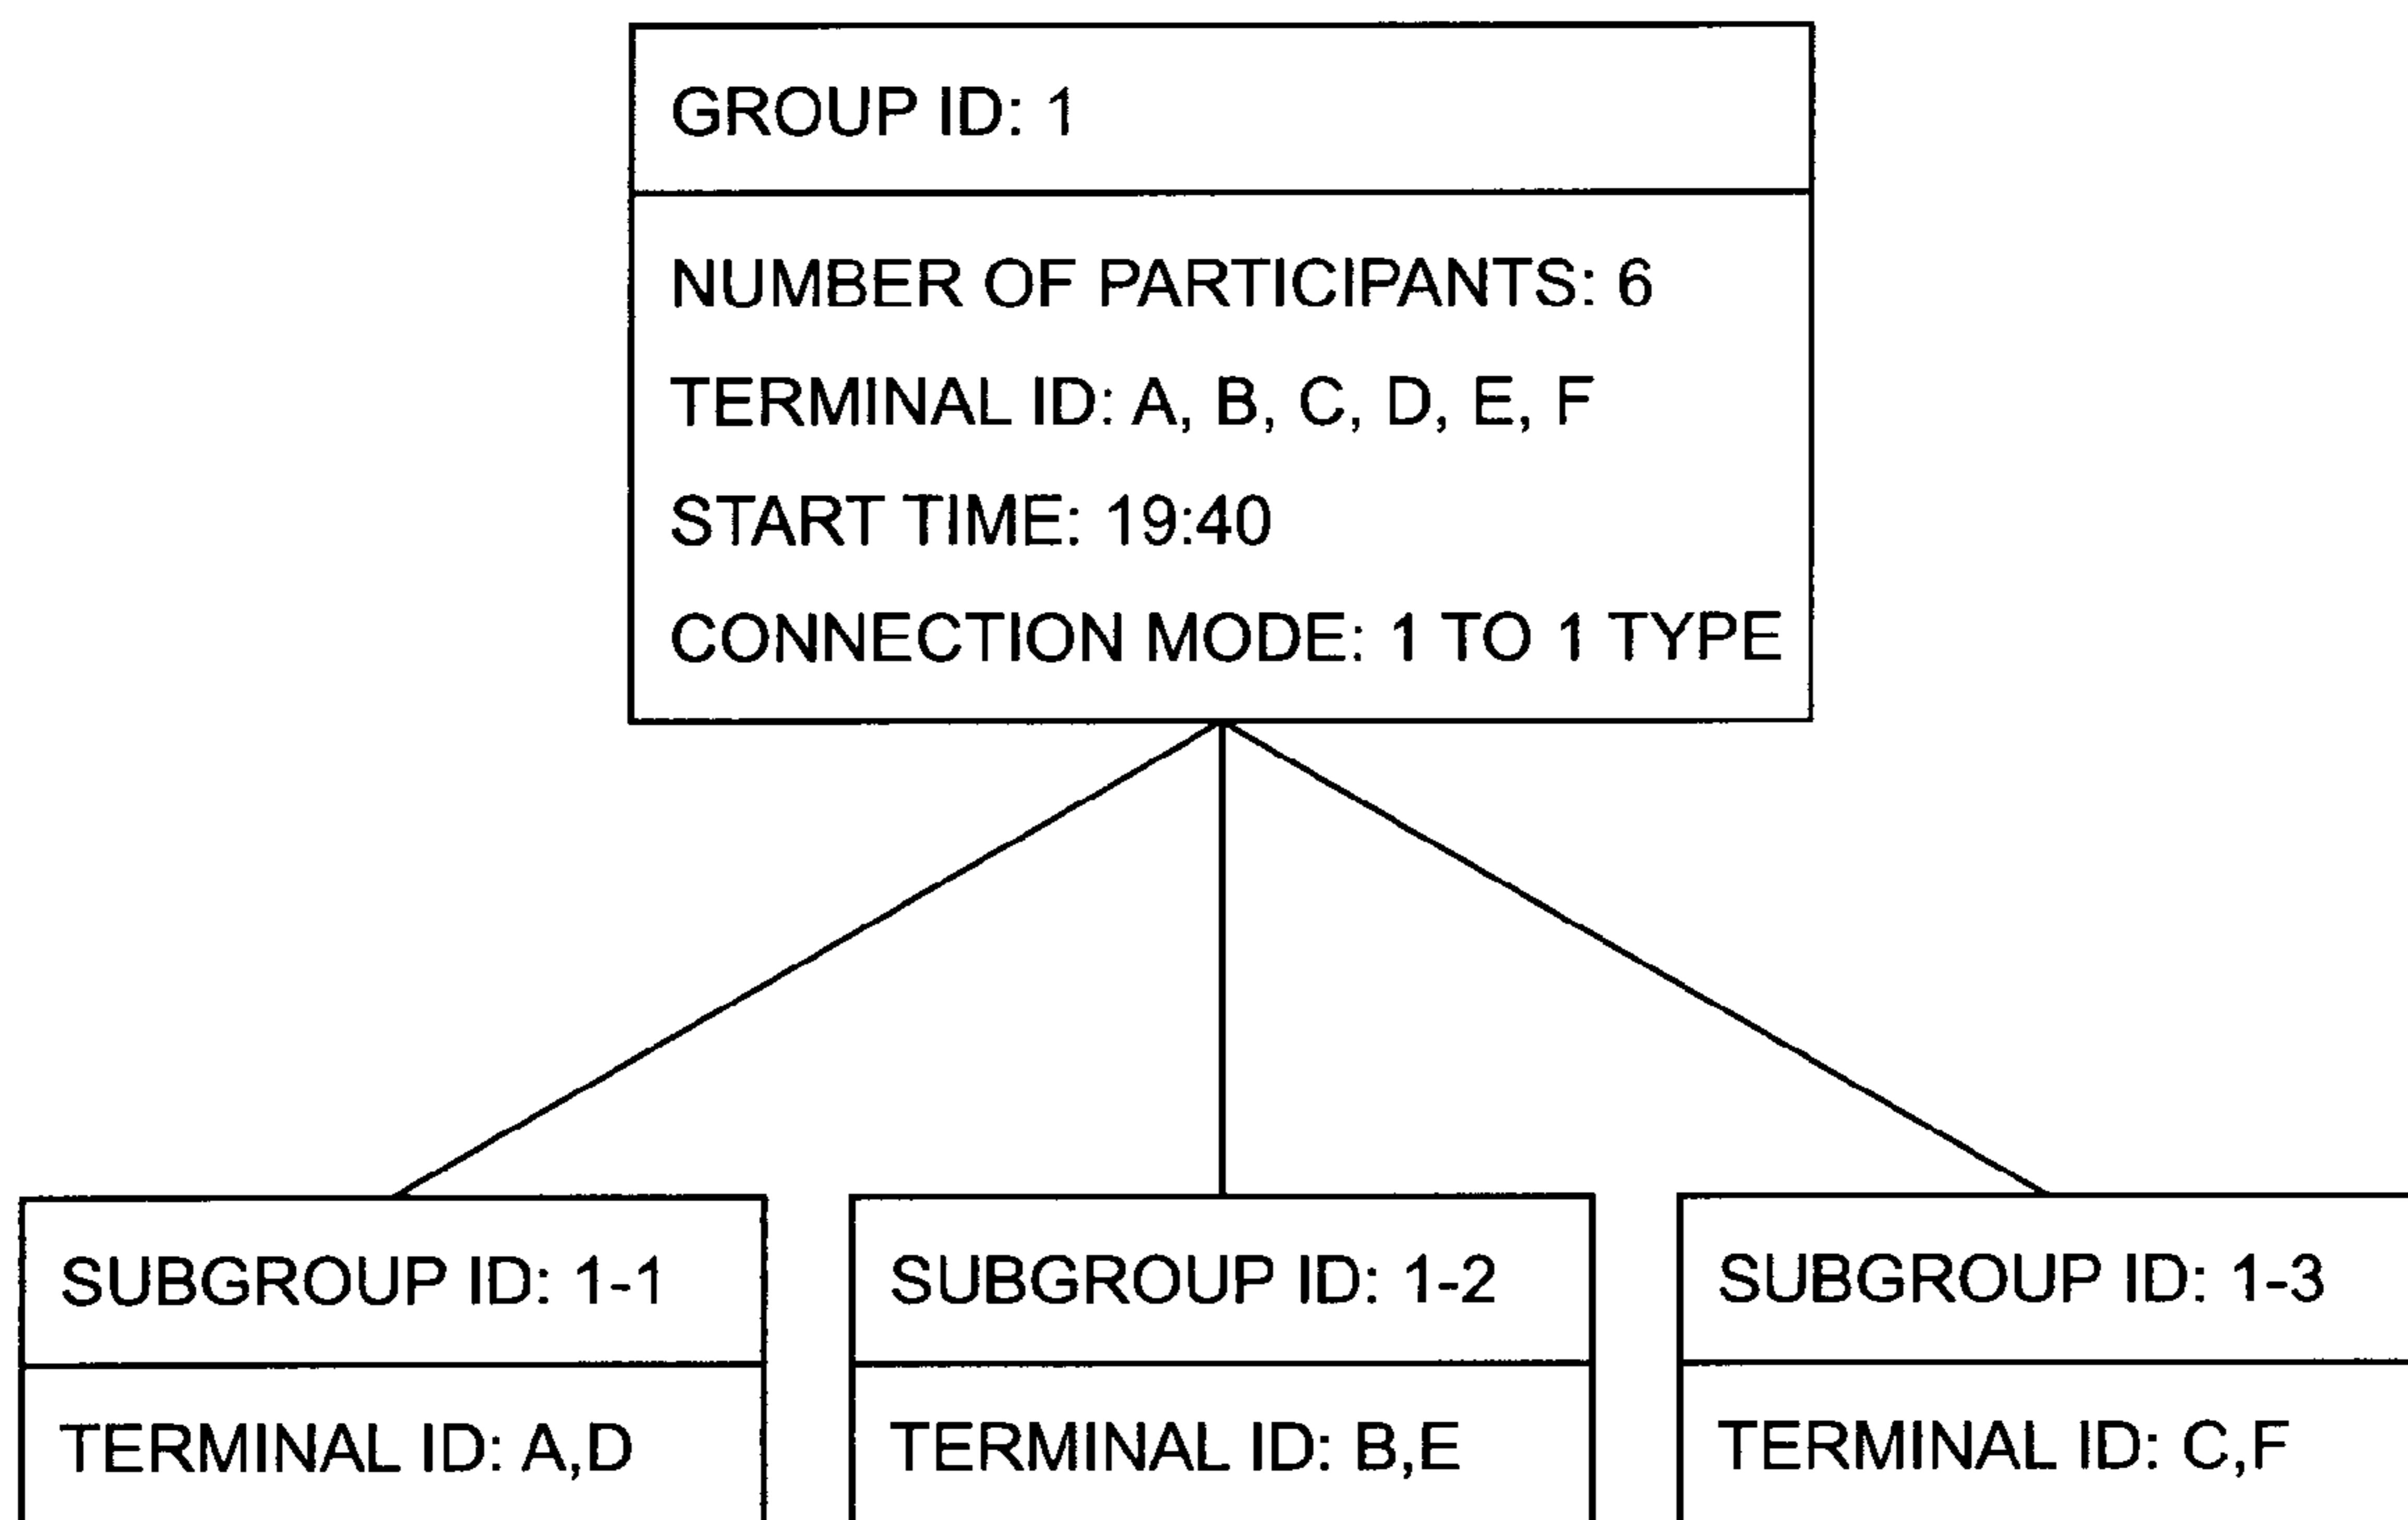 GROUP ID: 1
NUMBER OF PARTICIPANTS: 6
TERMINAL ID: A, B, C, D, E, F
START TIME: 19:40
CONNECTION MODE: 1 TO 1 TYPE
SUBGROUP ID: 1-1
TERMINAL ID: A,D
SUBGROUP ID: 1-2
TERMINAL ID: B,E
SUBGROUP ID: 1-3
TERMINAL ID: C,F